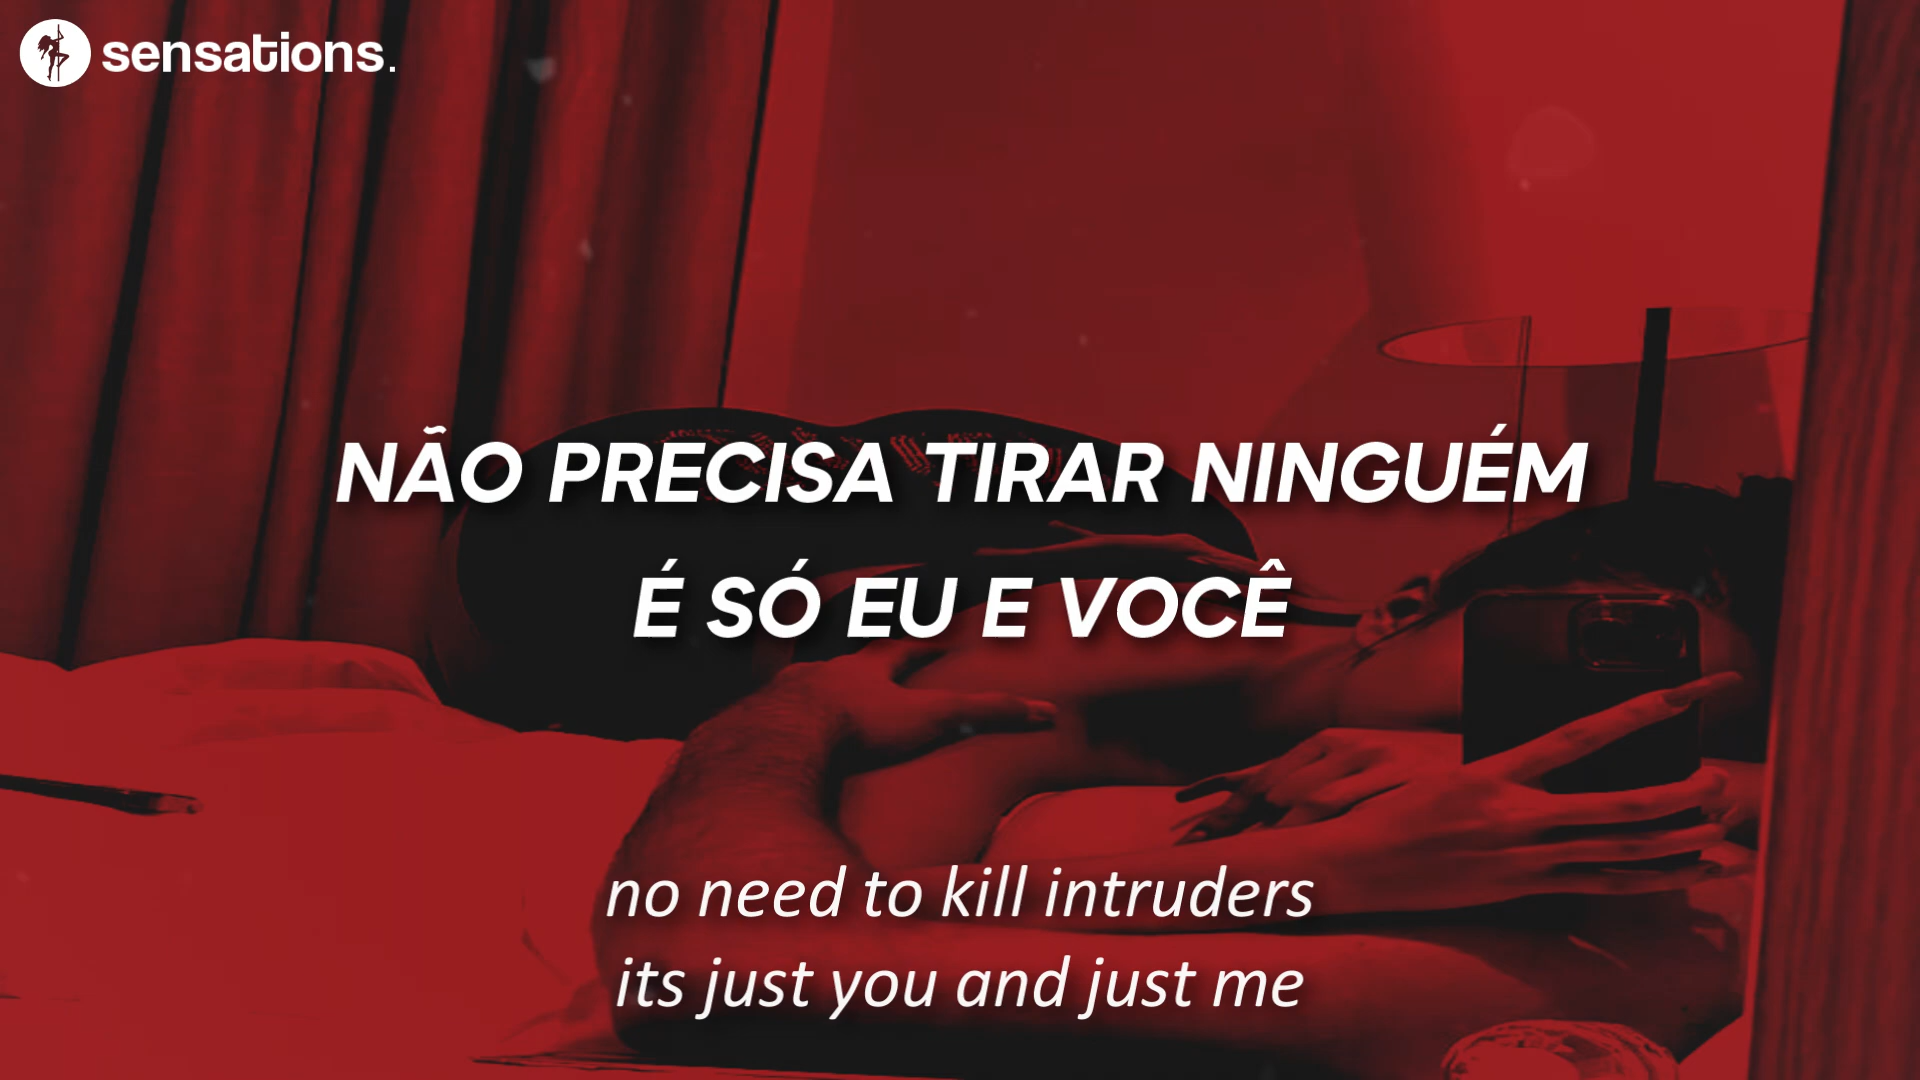 sensations.
NÃO PRECISA TIRAR NINGUÉM
É SÓ EU E VOCÊ
no need to kill intruders
its just you and just me